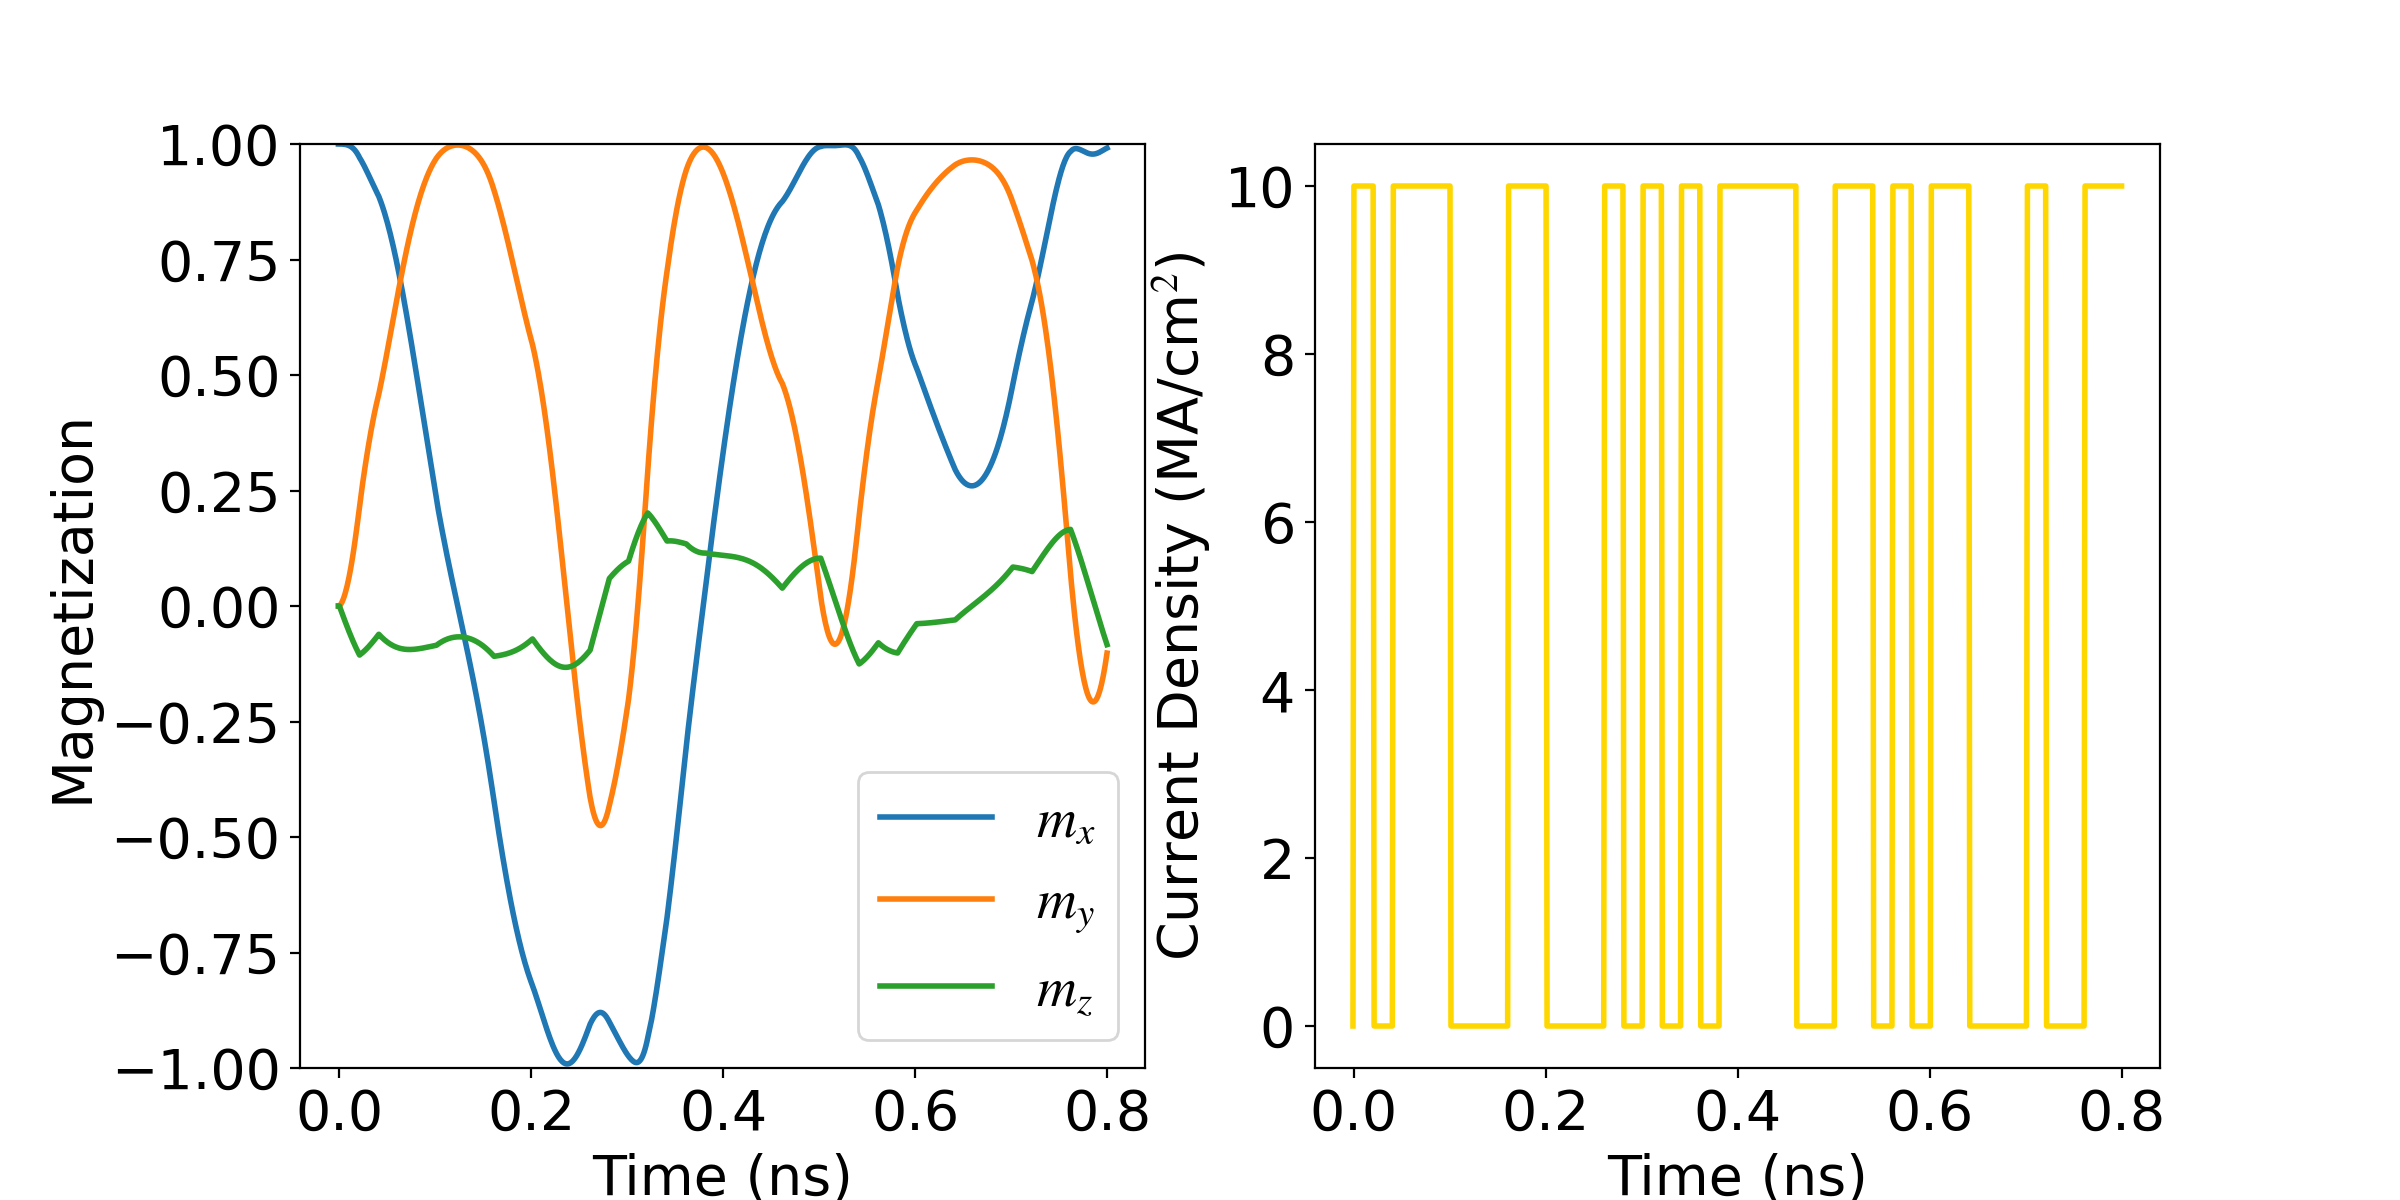 Magnetization
1.00
0.75
0.50
0.25
0.00
−0.25
−0.50
−0.75
−1.00
0.0 0.2 0.4 0.6 0.8
Time (ns)
m_x
m_y
m_z
Current Density (MA/cm²)
10
8
6
4
2
0
0.0 0.2 0.4 0.6 0.8
Time (ns)